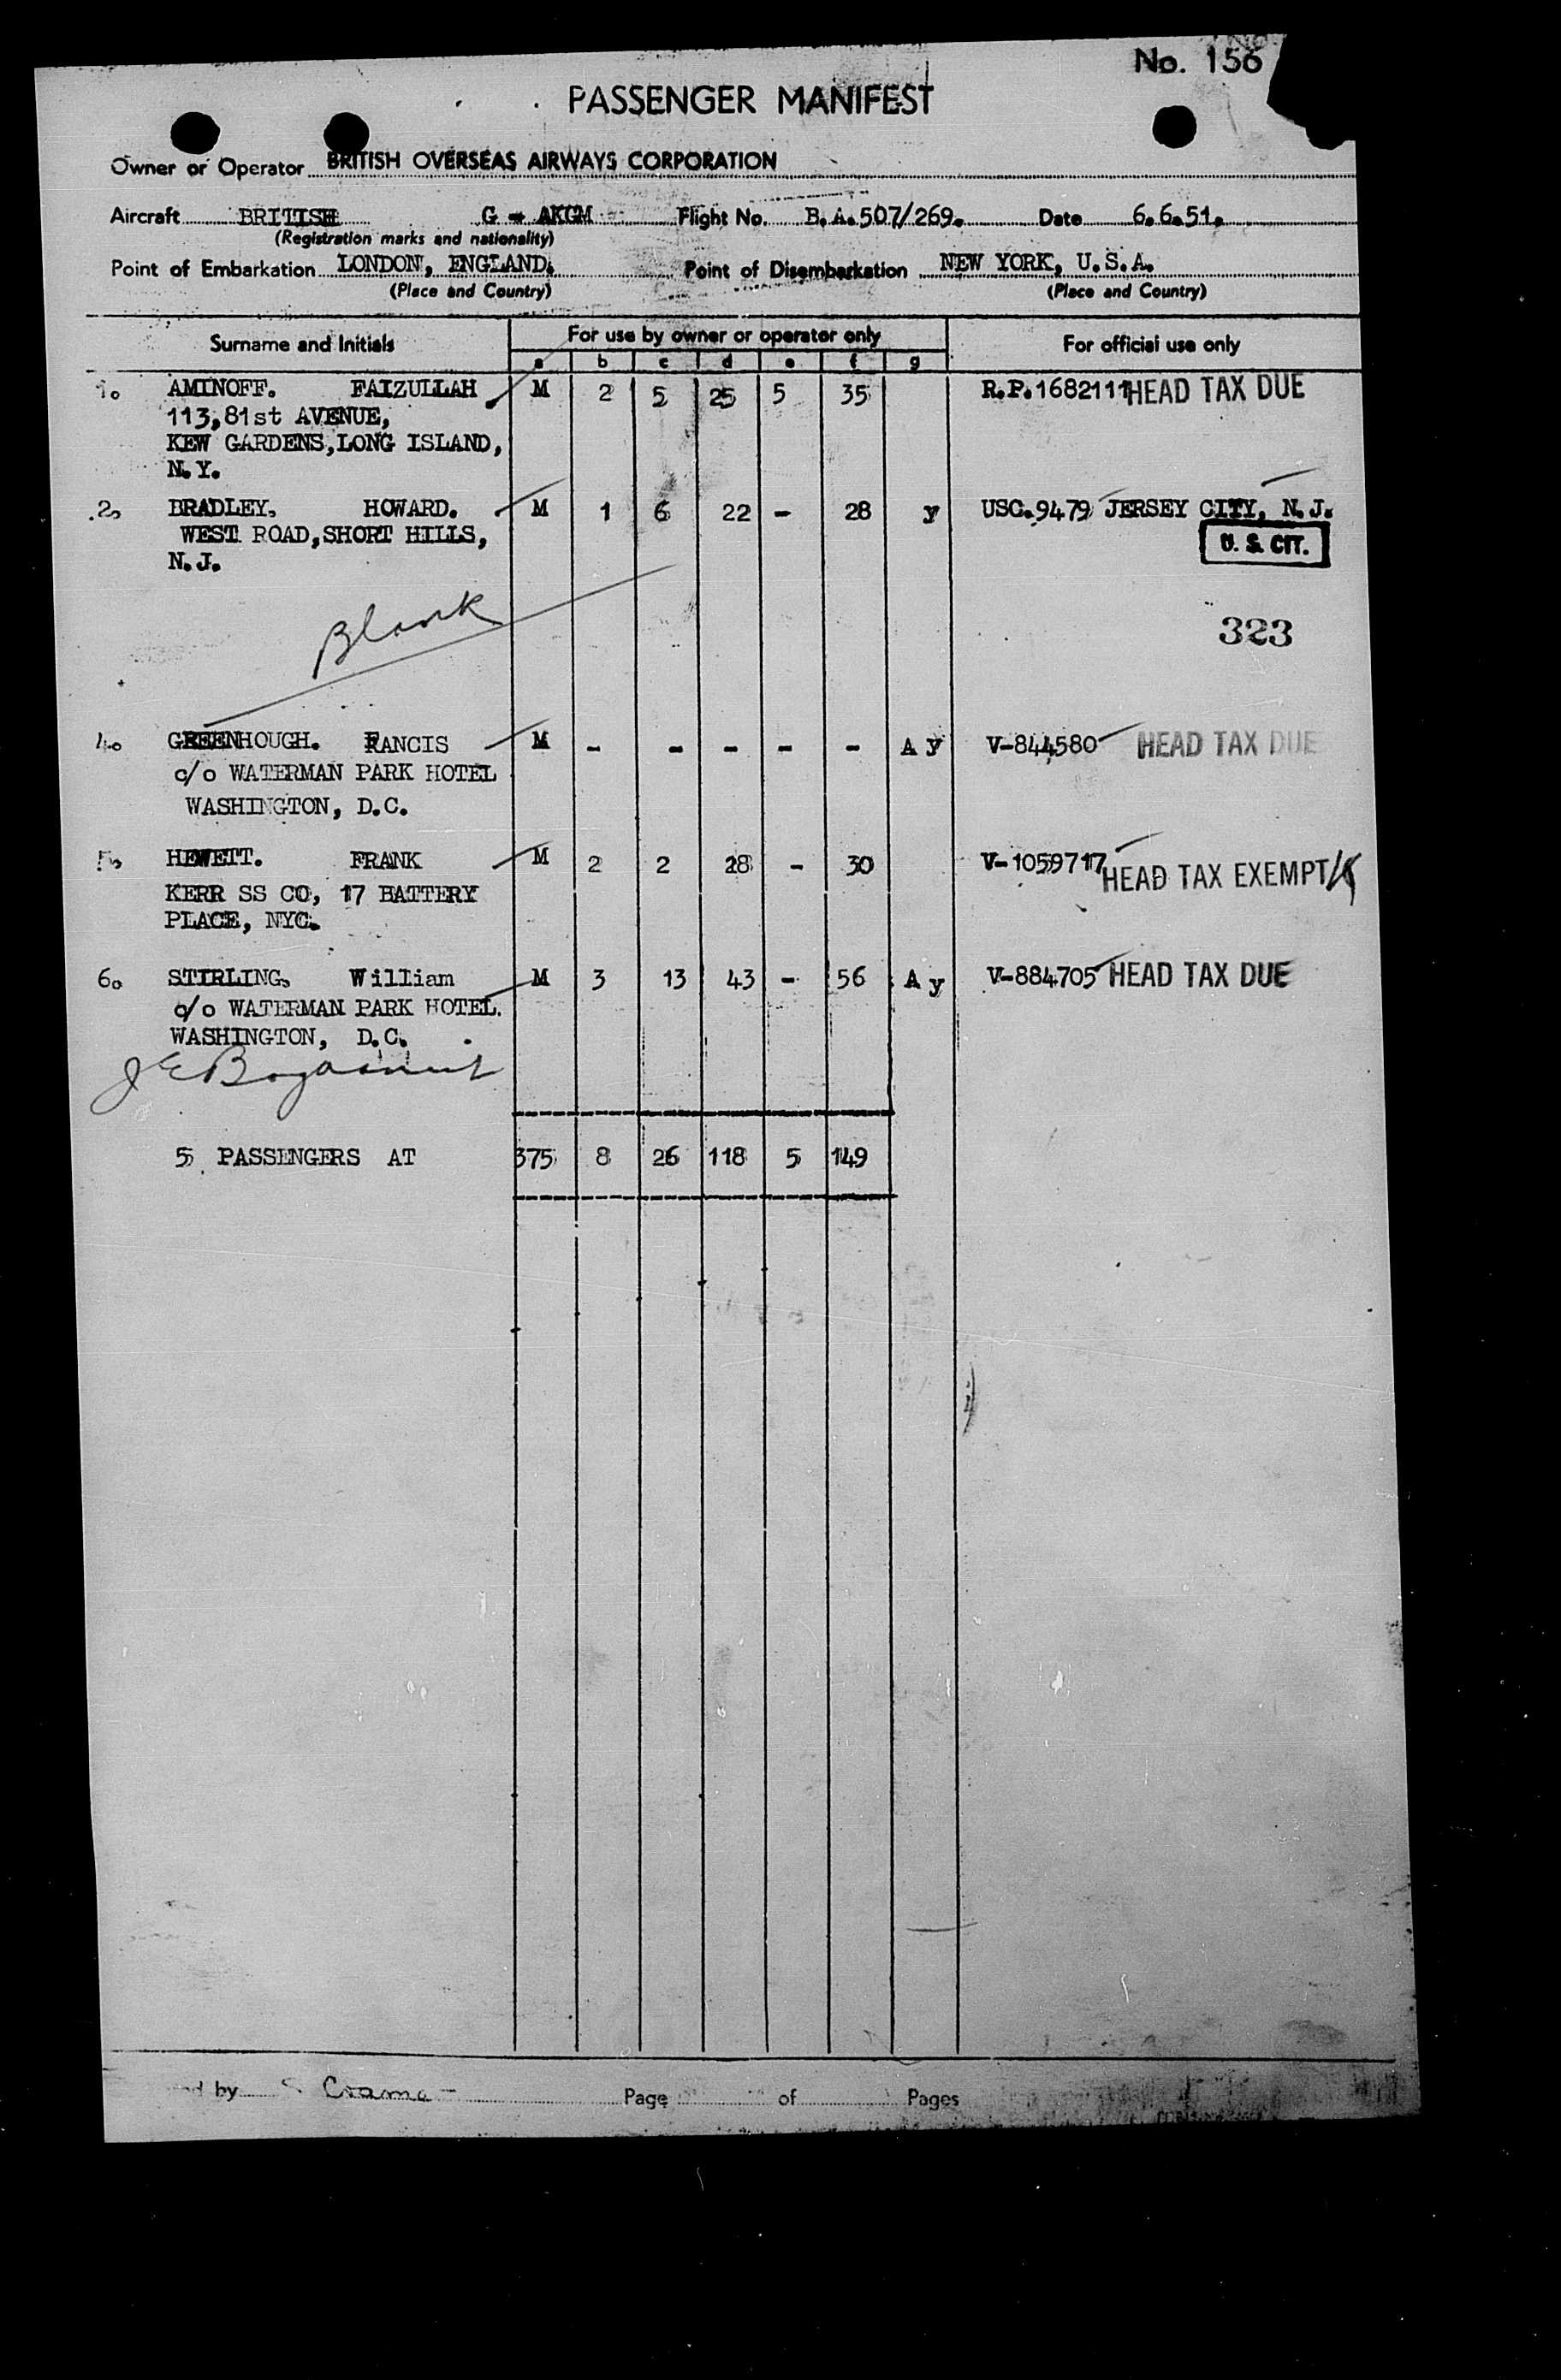 No. 156
PASSENGER MANIFEST
Owner or Operator BRITISH OVERSEAS AIRWAYS CORPORATION
Aircraft BRITISH G - AKGM Flight No. B.A.507/269. Date 6.6.51.
(Registration marks and nationality)
Point of Embarkation LONDON, ENGLAND. Point of Disembarkation NEW YORK, U.S.A.
(Place and Country) (Place and Country)
Surname and Initials For use by owner or operator only For official use only
a b c d e f g
1. AMINOFF. FAIZULLAH M 2 5 25 5 35 R.P.1682111 HEAD TAX DUE
113,81st AVENUE,
KEW GARDENS,LONG ISLAND,
N.Y.
2. BRADLEY. HOWARD. M 1 6 22 - 28 y USC.9479 JERSEY CITY, N.J.
WEST ROAD,SHORT HILLS, U. S. CIT.
N.J.
Blank 323
4. GREENHOUGH. FRANCIS M - - - - - A y V-844580 HEAD TAX DUE
c/o WATERMAN PARK HOTEL
WASHINGTON, D.C.
5. HEWETT. FRANK M 2 2 28 - 30 V-1059717 HEAD TAX EXEMPT
KERR SS CO, 17 BATTERY
PLACE, NYC.
6. STIRLING. William M 3 13 43 - 56 A y V-884705 HEAD TAX DUE
c/o WATERMAN PARK HOTEL.
WASHINGTON, D.C.
5 PASSENGERS AT 375 8 26 118 5 149
by Page of Pages